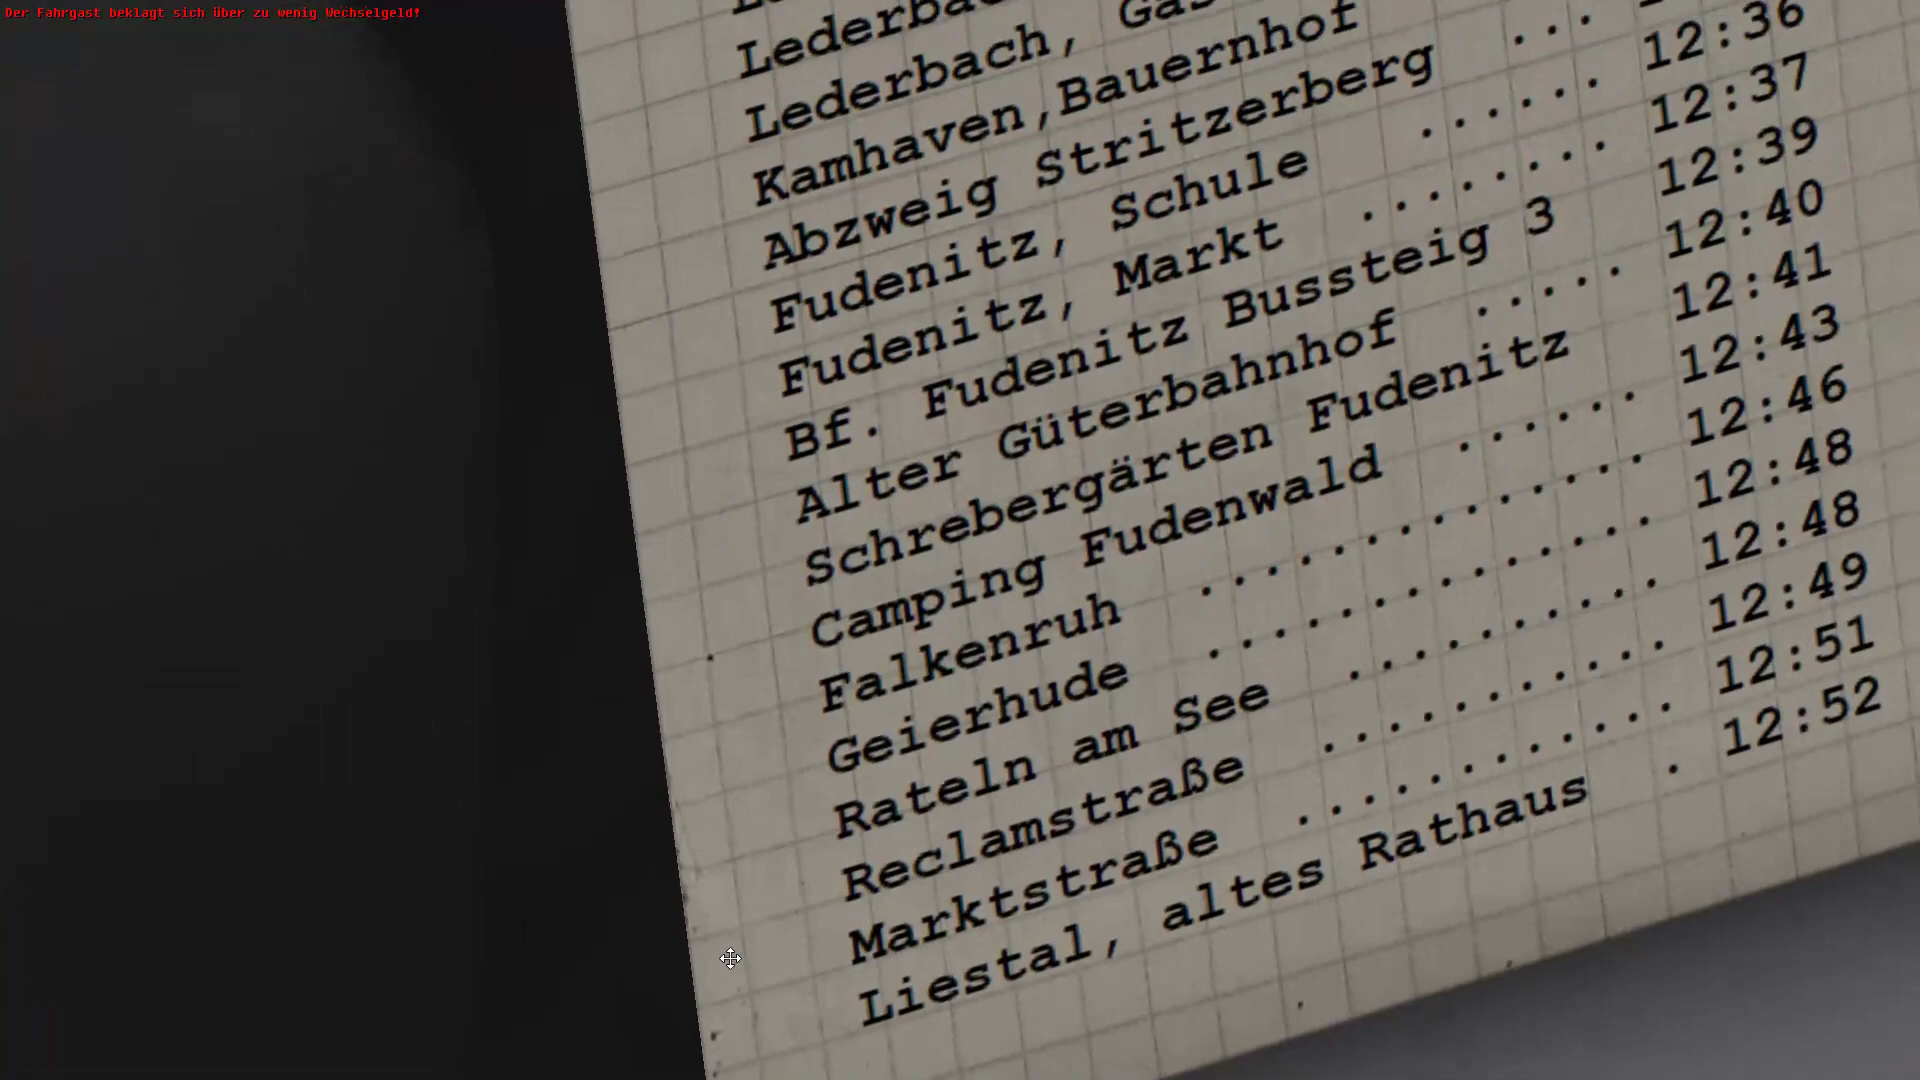 Der Fahrgast beklagt sich über zu wenig Wechselgeld!
Lederbach,
Kamhaven,Bauernhof
Abzweig Stritzerberg ...
Fudenitz, Schule ...... 12:36
Fudenitz, Markt ........ 12:37
Bf. Fudenitz Bussteig 3 12:39
Alter Güterbahnhof ..... 12:40
Schrebergärten Fudenitz 12:41
Camping Fudenwald ...... 12:43
Falkenruh .............. 12:46
Geierhude .............. 12:48
Rateln am See .......... 12:48
Reclamstraße ........... 12:49
Marktstraße ............ 12:51
Liestal, altes Rathaus . 12:52